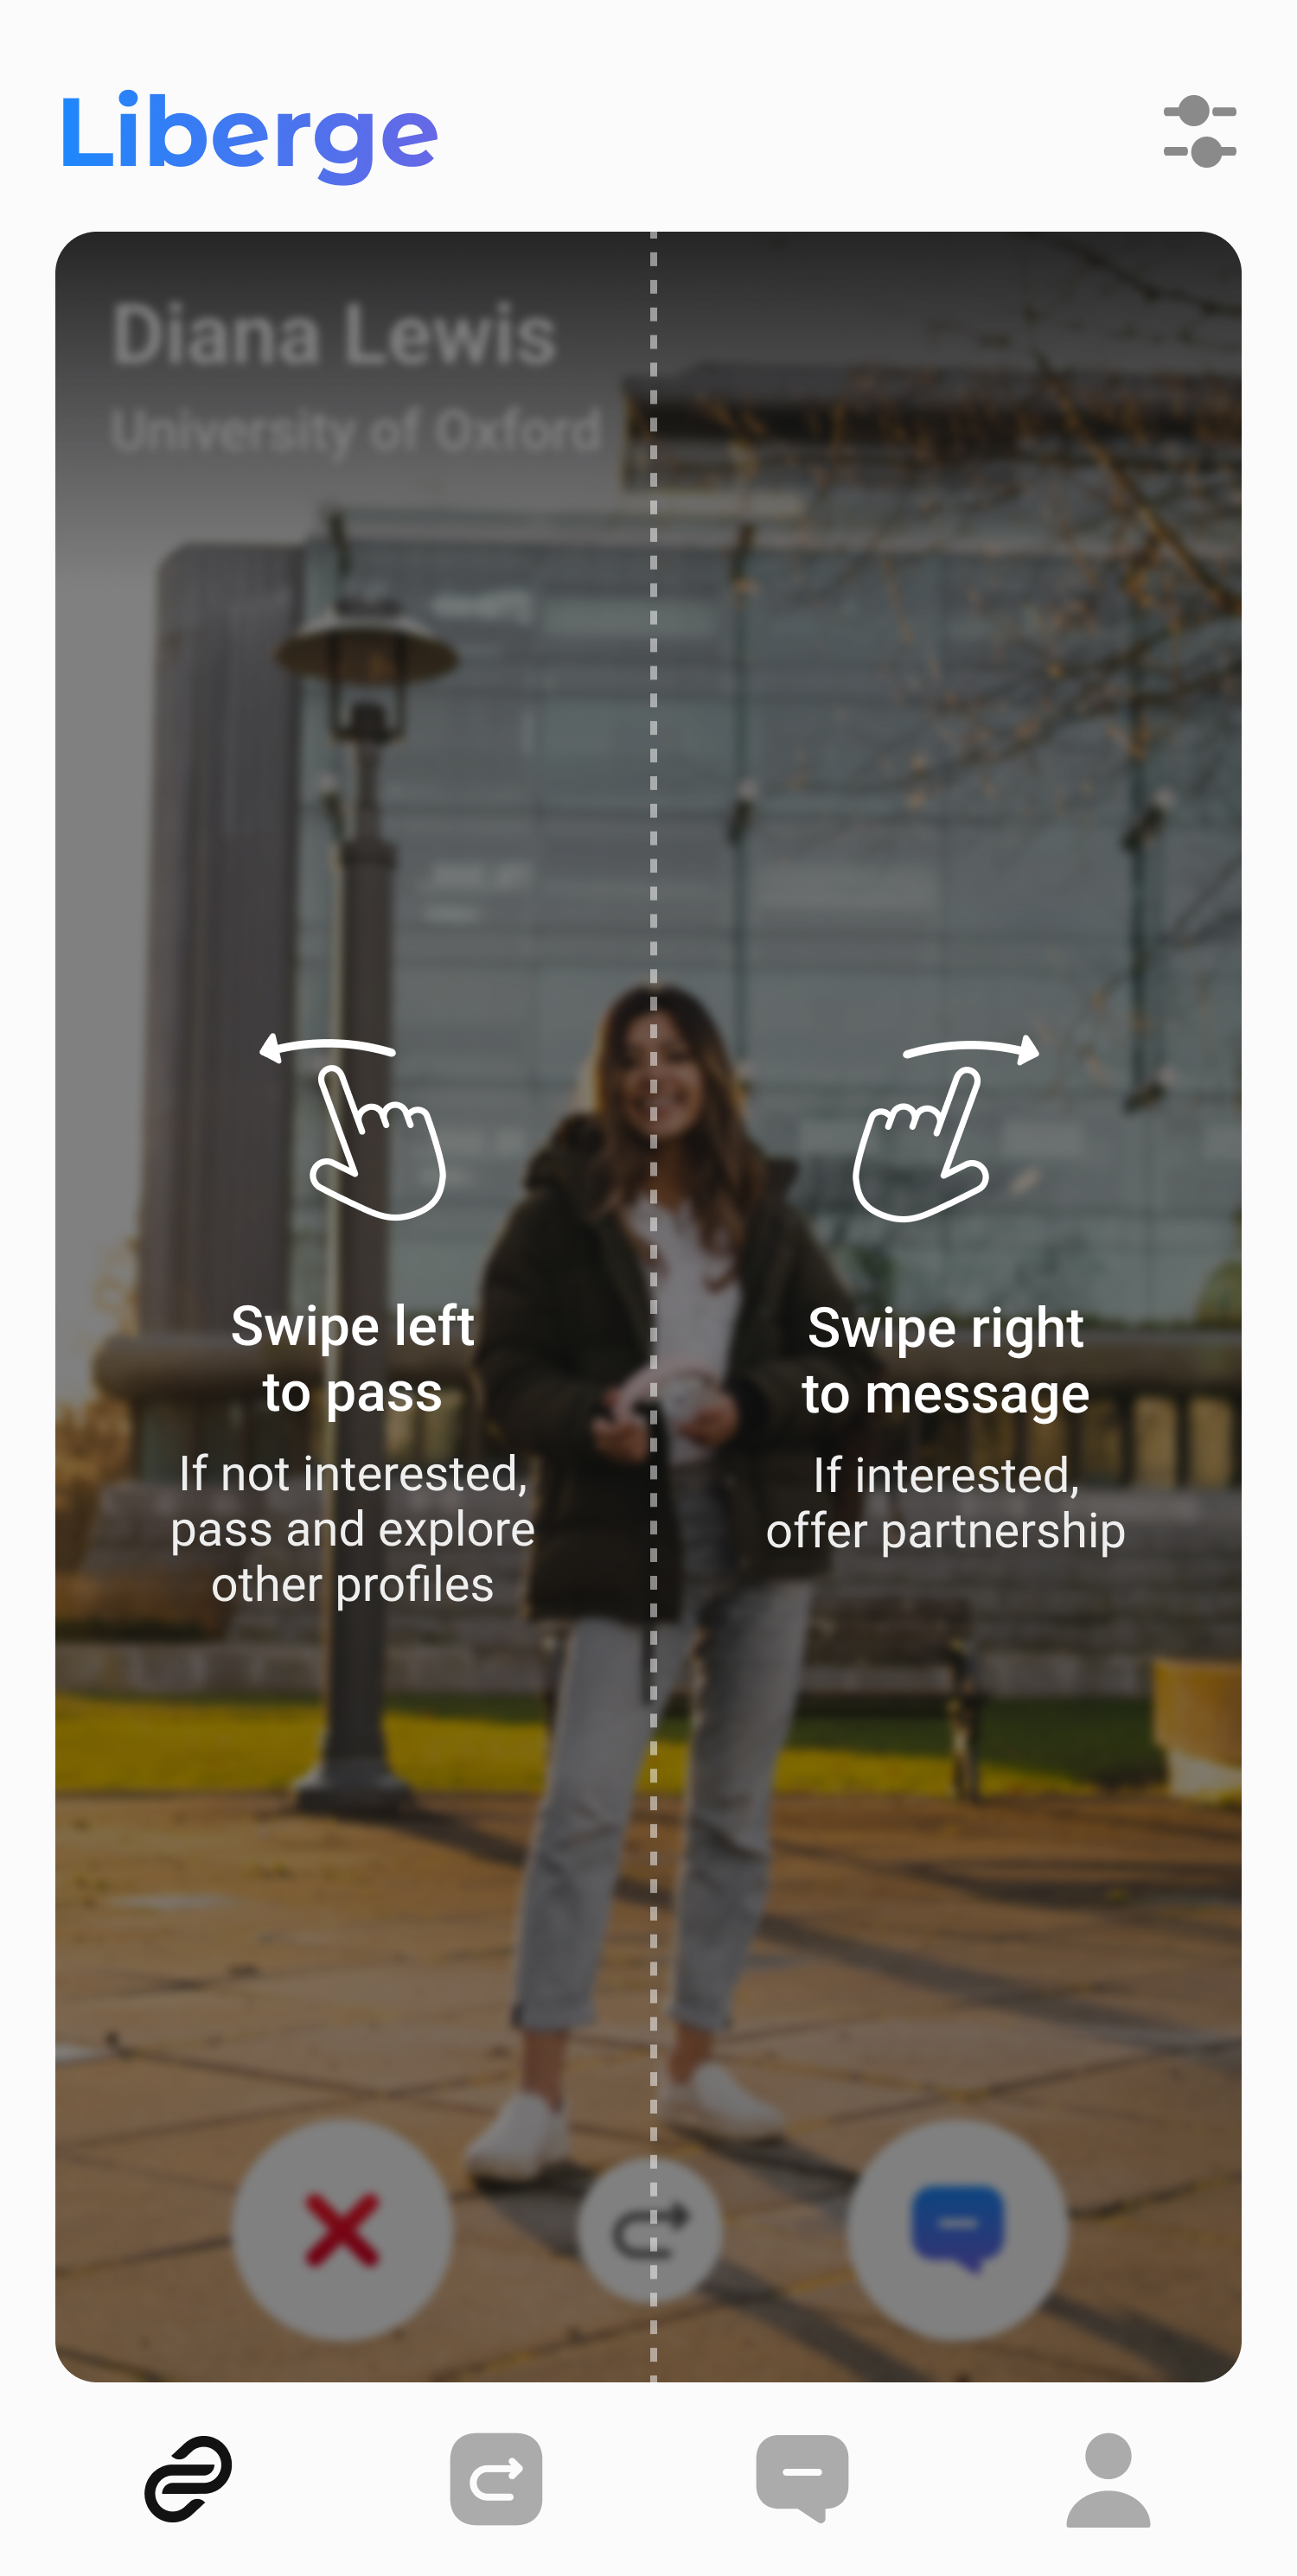 Liberge
Diana Lewis
University of Oxford
Swipe left
to pass
If not interested,
pass and explore
other profiles
Swipe right
to message
If interested,
offer partnership